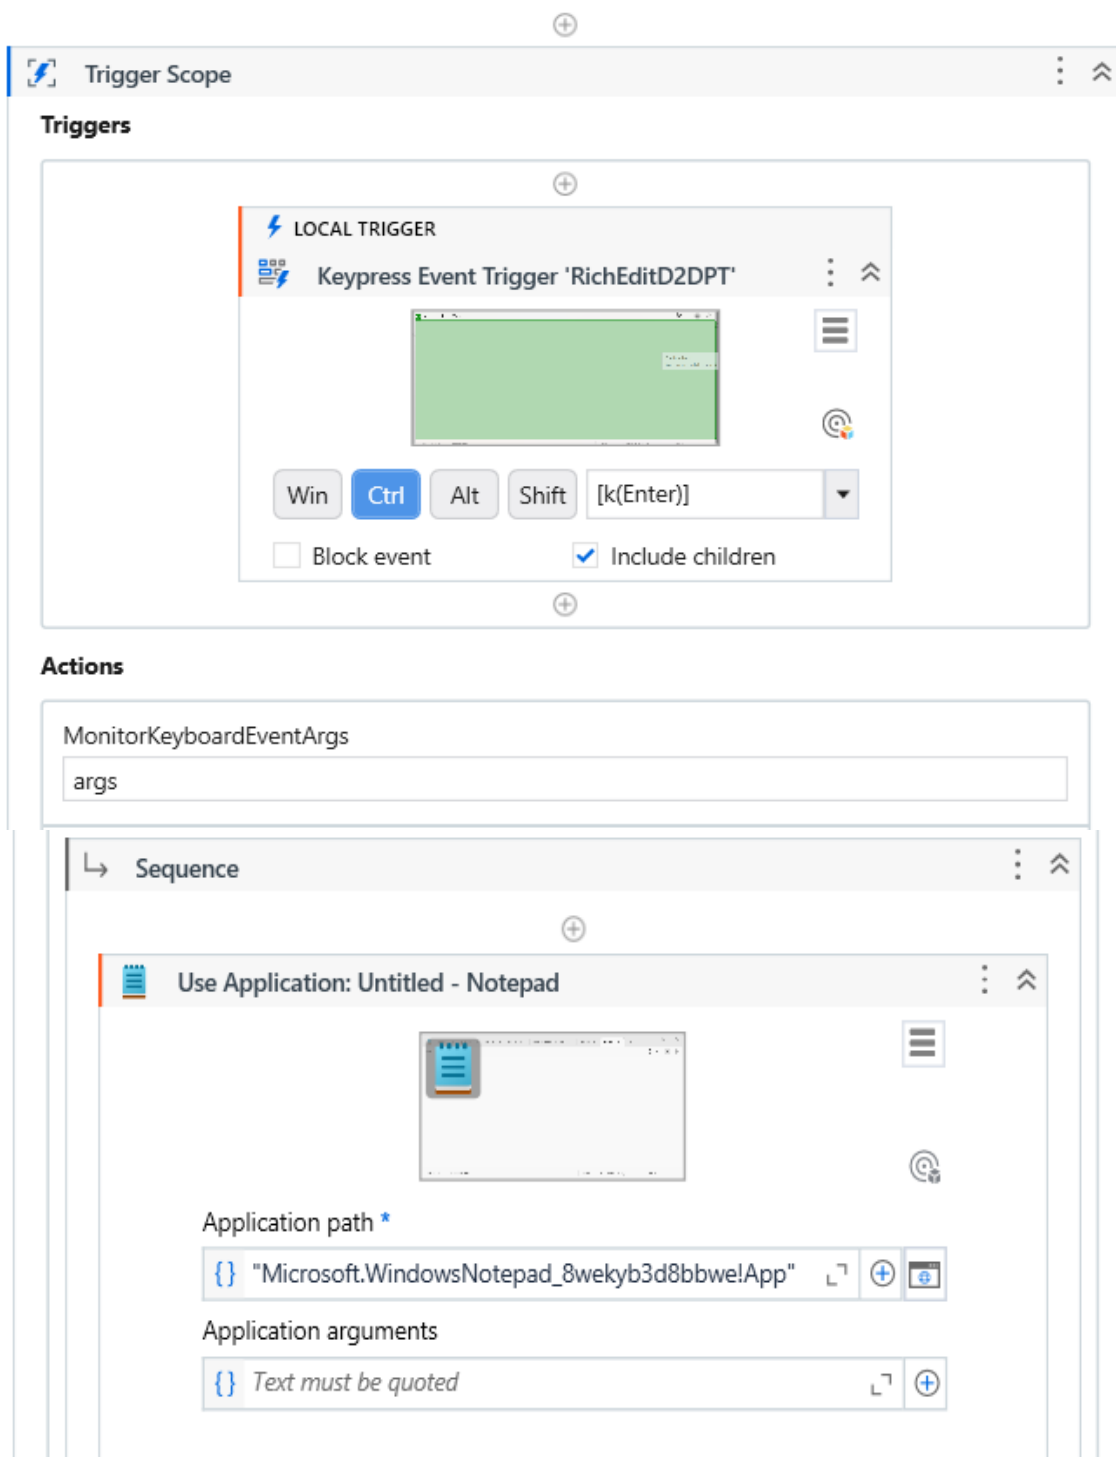 Trigger Scope
Triggers
LOCAL TRIGGER
Keypress Event Trigger 'RichEditD2DPT'
Win Ctrl Alt Shift [k(Enter)]
Block event Include children
Actions
MonitorKeyboardEventArgs
args
Sequence
Use Application: Untitled - Notepad
Application path *
{} "Microsoft.WindowsNotepad_8wekyb3d8bbwe!App"
Application arguments
{} Text must be quoted